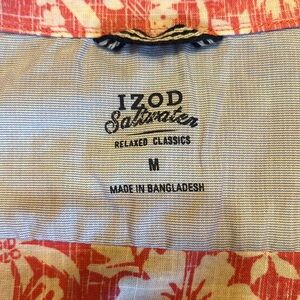 IZOD
Saltwater
RELAXED CLASSICS
M
MADE IN BANGLADESH